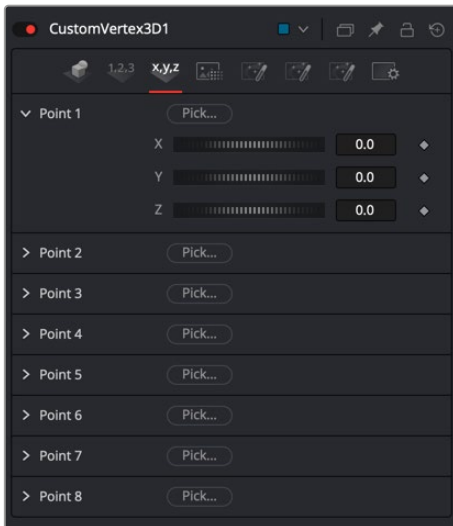 CustomVertex3D1
1,2,3 x,y,z
Point 1 Pick...
X 0.0
Y 0.0
Z 0.0
Point 2 Pick...
Point 3 Pick...
Point 4 Pick...
Point 5 Pick...
Point 6 Pick...
Point 7 Pick...
Point 8 Pick...